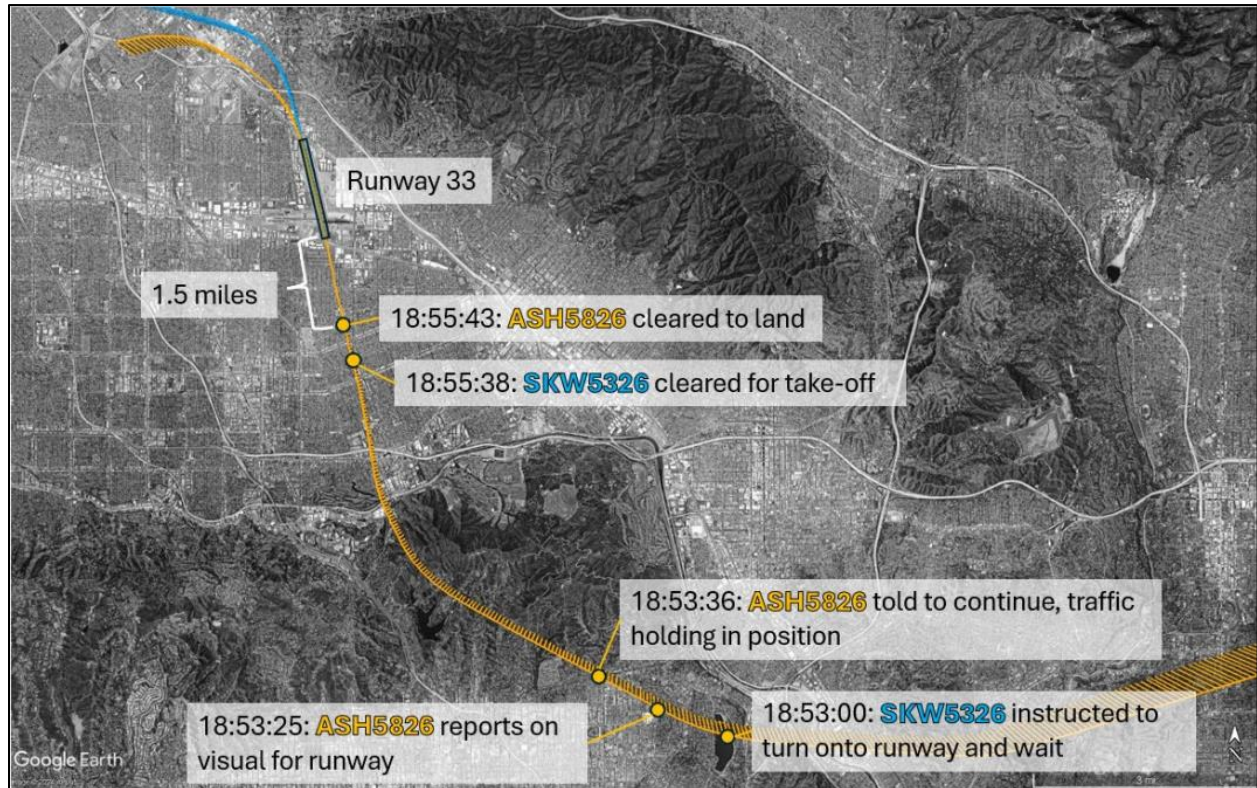 Runway 33
1.5 miles
18:55:43: ASH5826 cleared to land
18:55:38: SKW5326 cleared for take-off
18:53:36: ASH5826 told to continue, traffic
holding in position
18:53:25: ASH5826 reports on
visual for runway
18:53:00: SKW5326 instructed to
turn onto runway and wait
Google Earth
N
3 mi